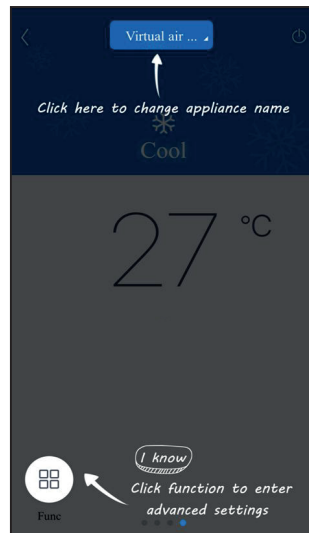 Virtual air ...
Click here to change appliance name
Cool
27 °C
I know
Click function to enter
advanced settings
Func